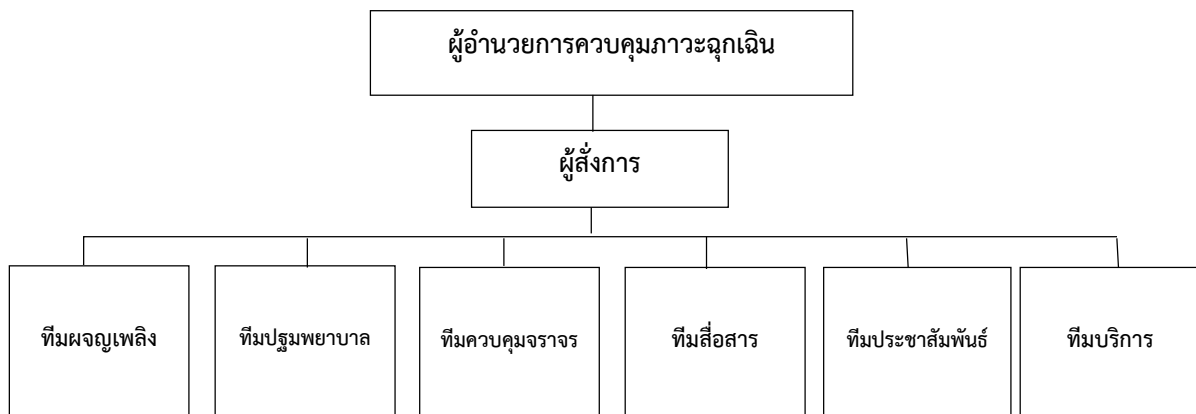 ผู้อำนวยการควบคุมภาวะฉุกเฉิน
ผู้สั่งการ
ทีมผจญเพลิง
ทีมปฐมพยาบาล
ทีมควบคุมจราจร
ทีมสื่อสาร
ทีมประชาสัมพันธ์
ทีมบริการ